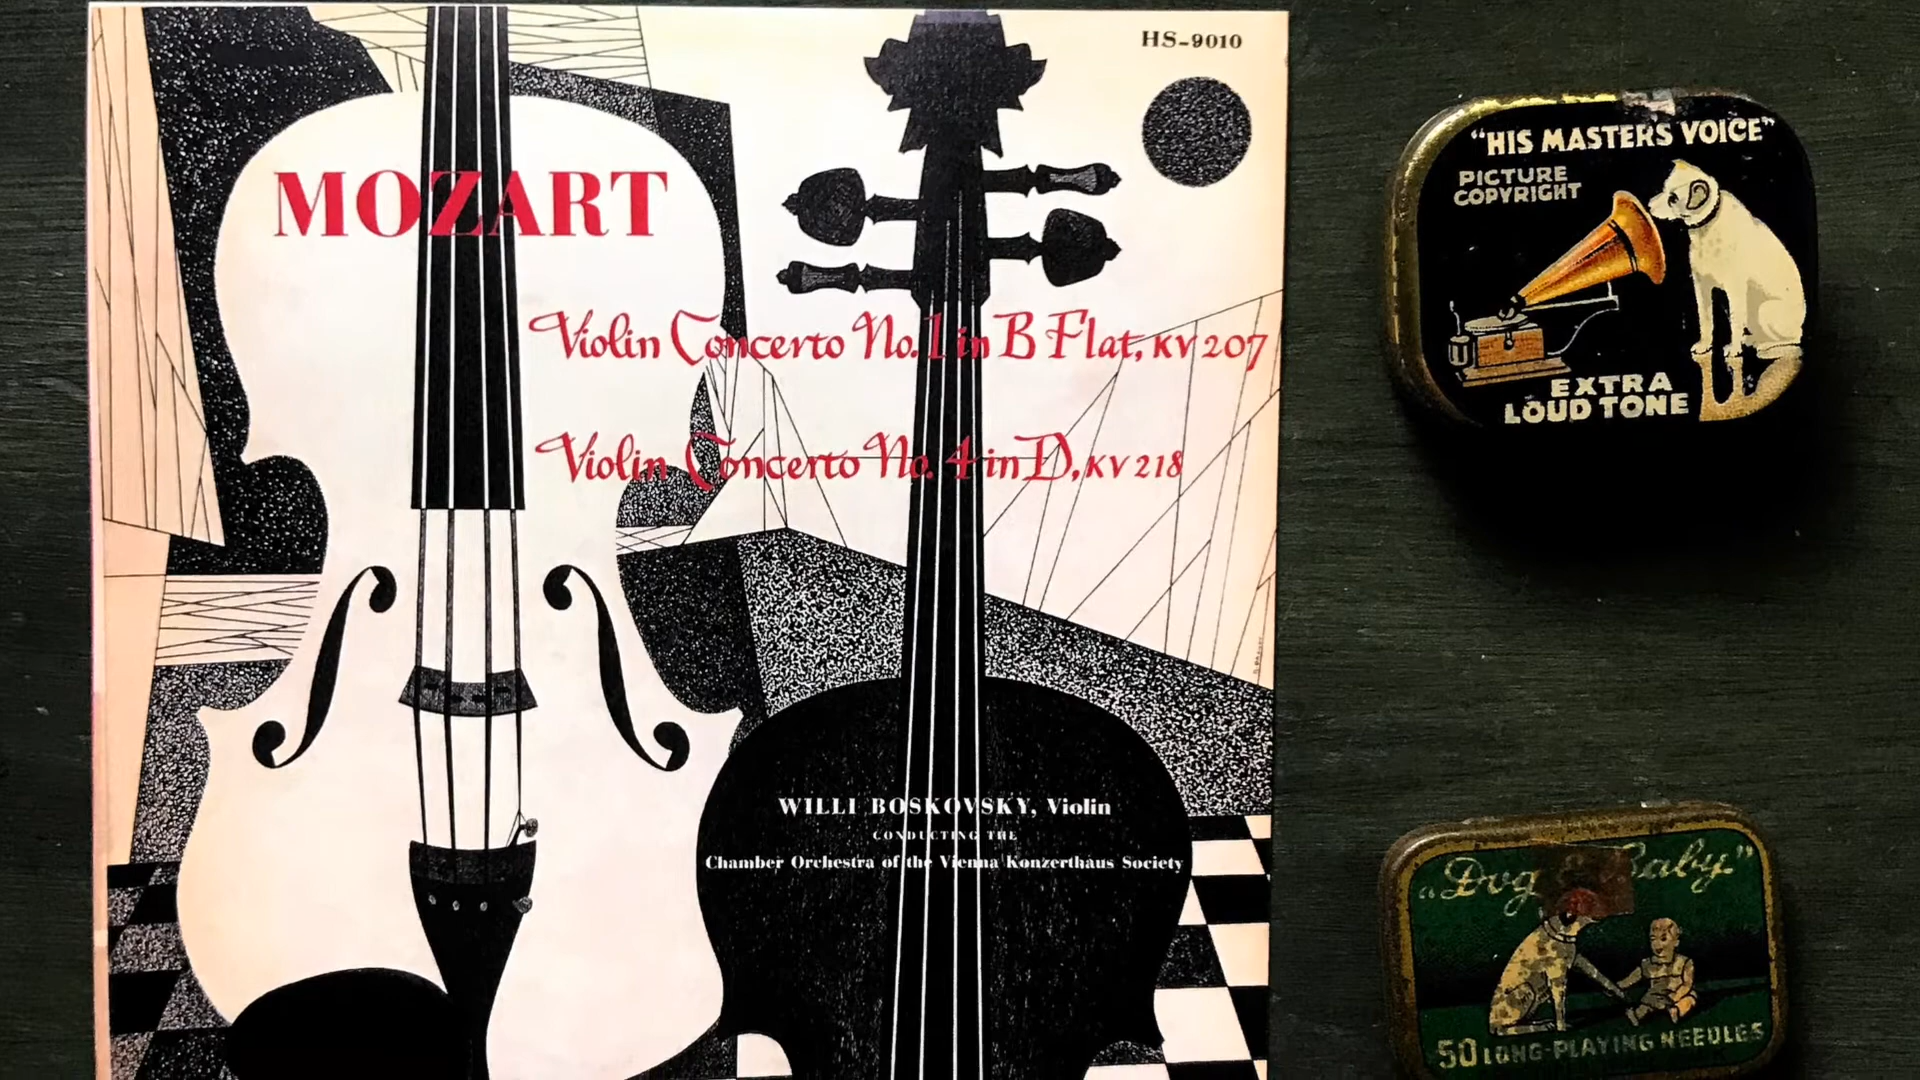 HS-9010
MOZART
Violin Concerto No. 1 in B Flat, KV 207
Violin Concerto No. 4 in D, KV 218
WILLI BOSKOVSKY, Violin
CONDUCTING THE
Chamber Orchestra of the Vienna Konzerthaus Society
"HIS MASTERS VOICE"
PICTURE
COPYRIGHT
EXTRA
LOUD TONE
"Dog & Baby"
50 LONG-PLAYING NEEDLES